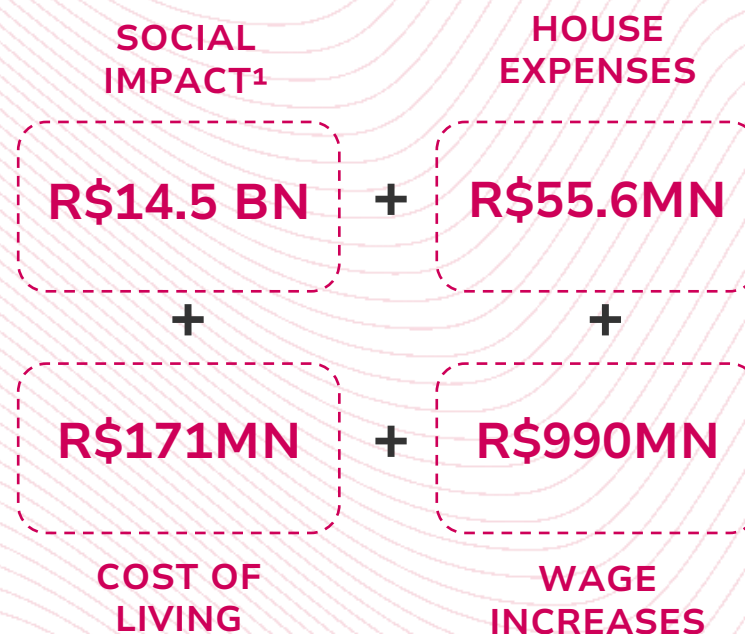 SOCIAL
IMPACT¹
HOUSE
EXPENSES
R$14.5 BN + R$55.6MN
+ +
R$171MN + R$990MN
COST OF
LIVING
WAGE
INCREASES